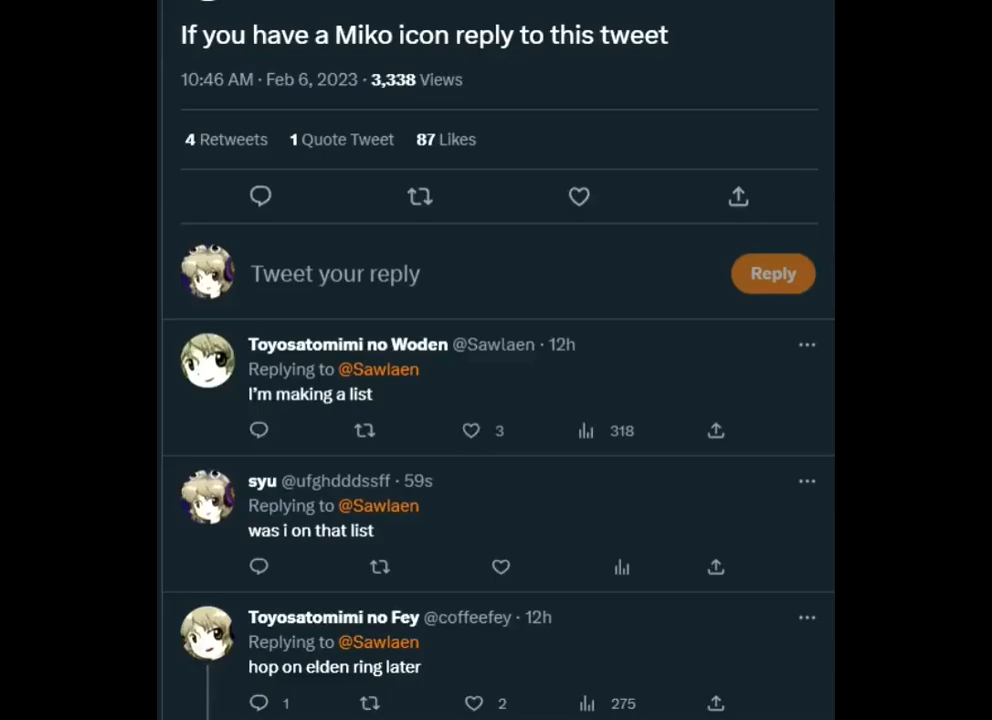 If you have a Miko icon reply to this tweet
10:46 AM · Feb 6, 2023 · 3,338 Views
4 Retweets 1 Quote Tweet 87 Likes
Tweet your reply Reply
Toyosatomimi no Woden @Sawlaen · 12h
Replying to @Sawlaen
I'm making a list
3 318
syu @ufghdddssff · 59s
Replying to @Sawlaen
was i on that list
Toyosatomimi no Fey @coffeefey · 12h
Replying to @Sawlaen
hop on elden ring later
1 2 275